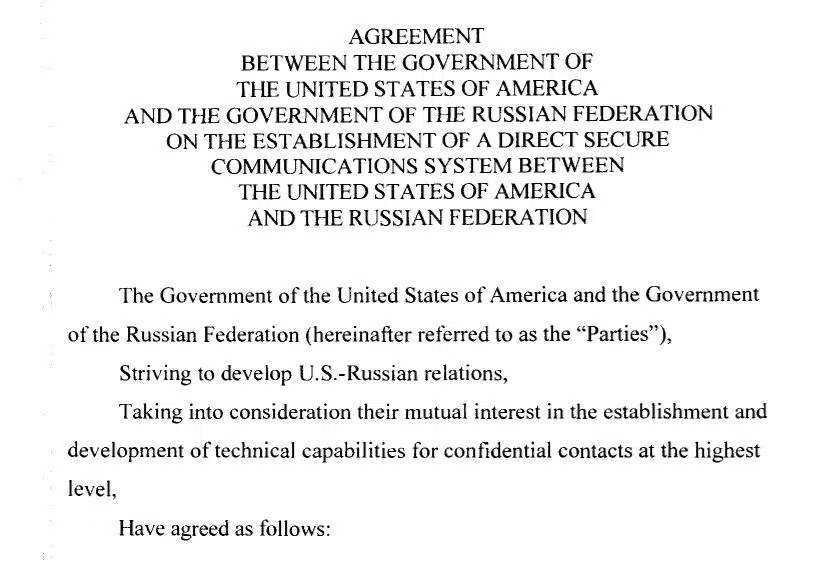 AGREEMENT
BETWEEN THE GOVERNMENT OF
THE UNITED STATES OF AMERICA
AND THE GOVERNMENT OF THE RUSSIAN FEDERATION
ON THE ESTABLISHMENT OF A DIRECT SECURE
COMMUNICATIONS SYSTEM BETWEEN
THE UNITED STATES OF AMERICA
AND THE RUSSIAN FEDERATION
The Government of the United States of America and the Government
of the Russian Federation (hereinafter referred to as the “Parties”),
Striving to develop U.S.-Russian relations,
Taking into consideration their mutual interest in the establishment and
development of technical capabilities for confidential contacts at the highest
level,
Have agreed as follows: